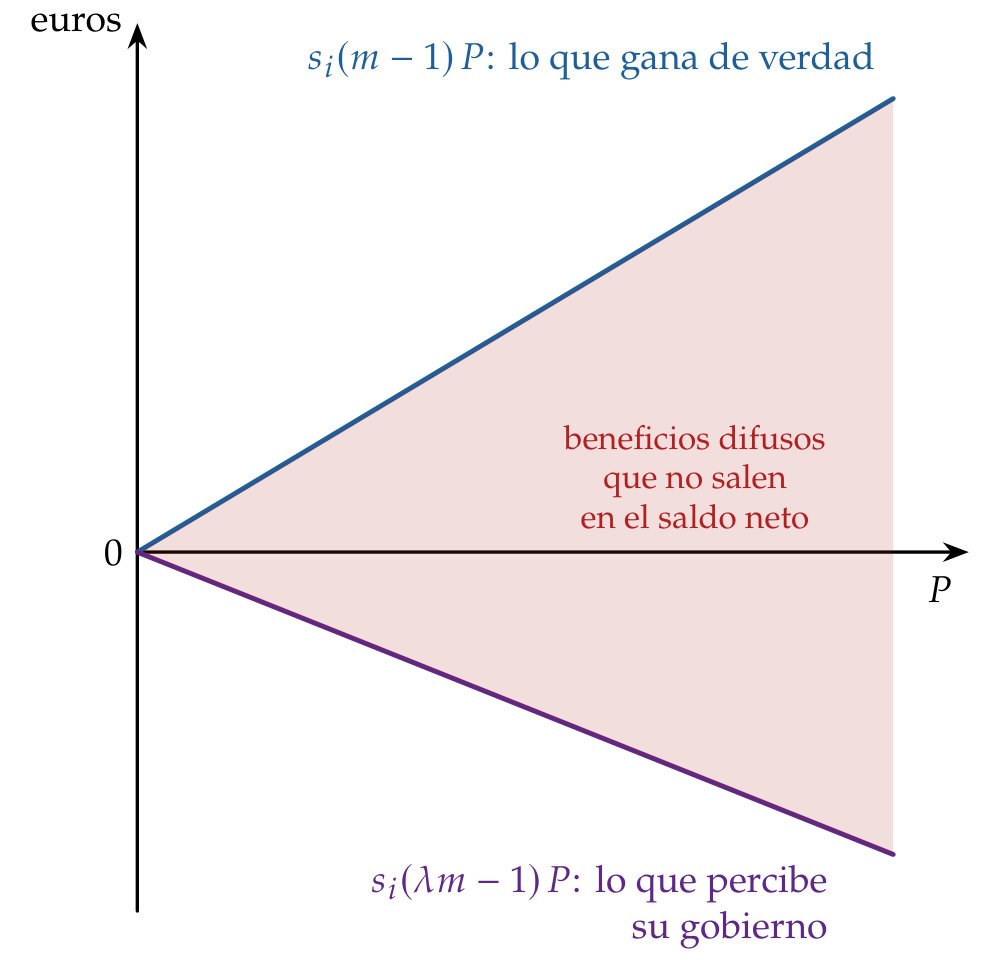 euros
sᵢ(m − 1) P: lo que gana de verdad
beneficios difusos
que no salen
en el saldo neto
0
P
sᵢ(λm − 1) P: lo que percibe
su gobierno